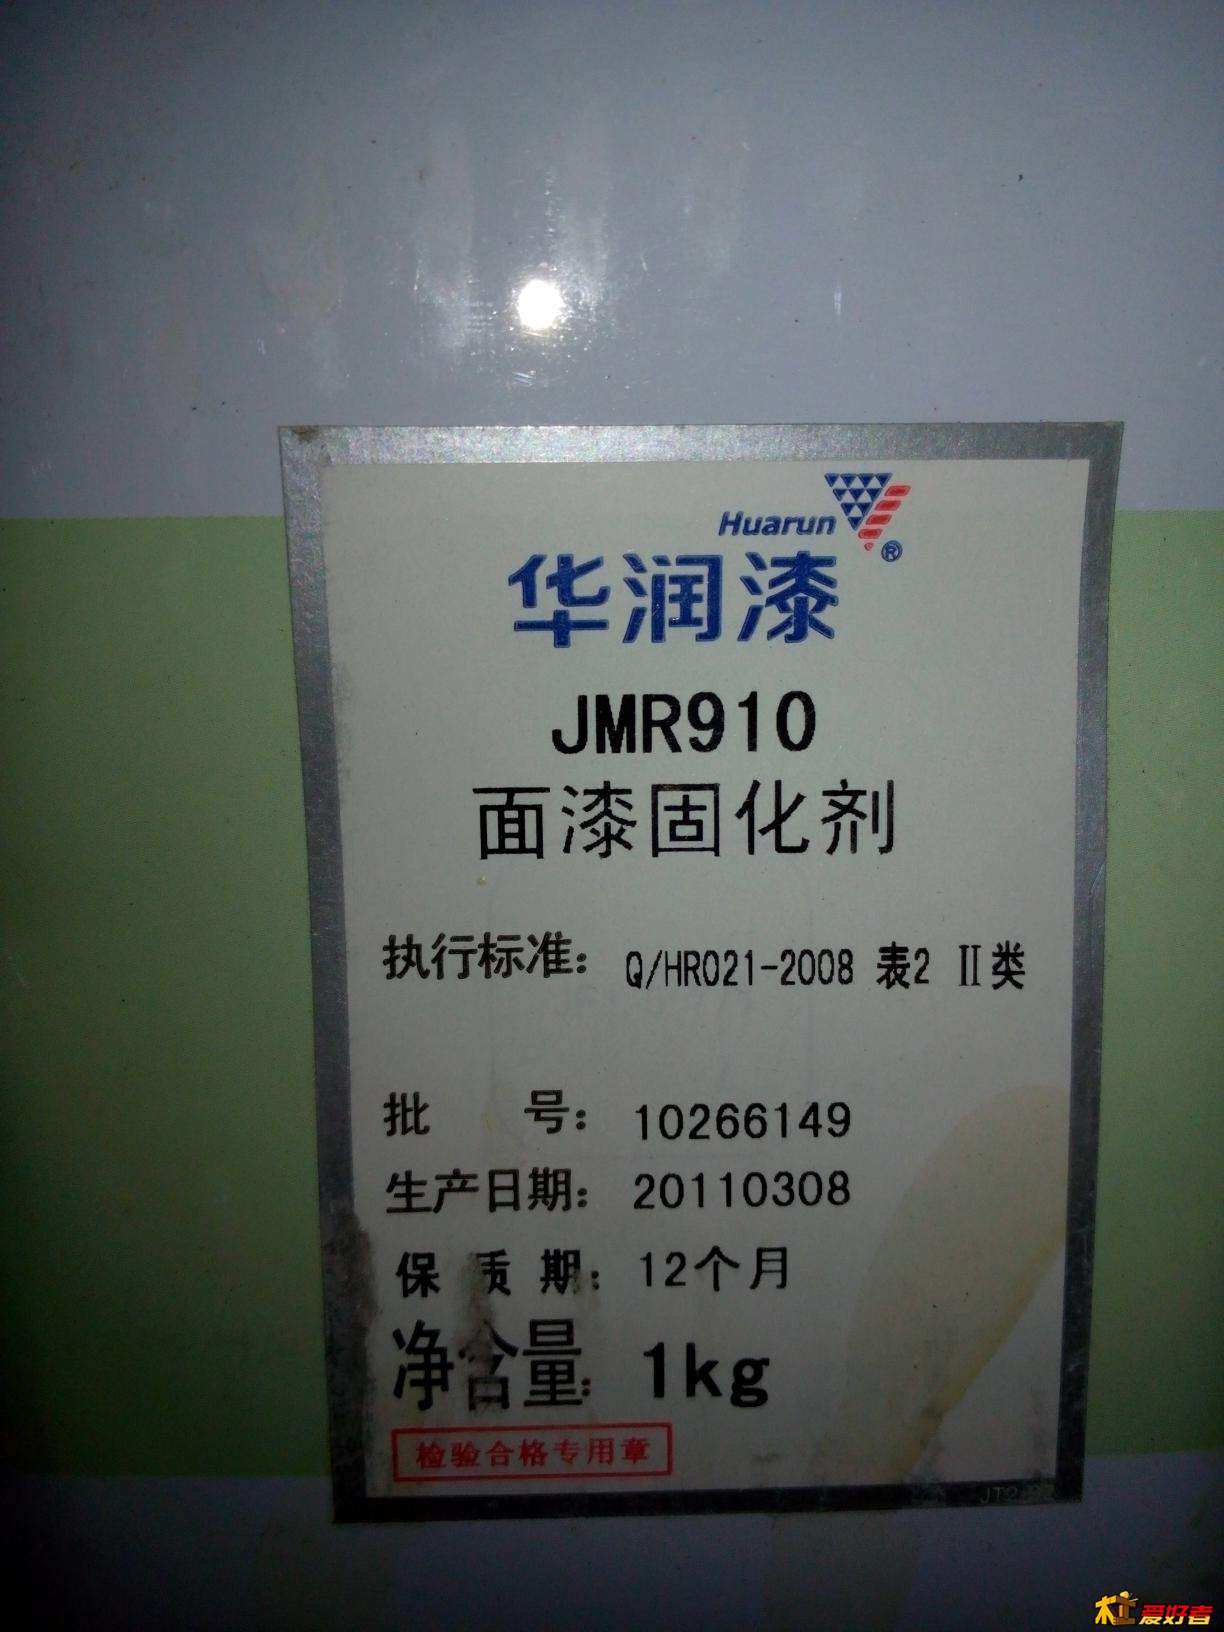 Huarun
®
华润漆
JMR910
面漆固化剂
执行标准: Q/HR021-2008 表2 Ⅱ类
批 号: 10266149
生产日期: 20110308
保 质 期: 12个月
净含量: 1kg
检验合格专用章
爱好者